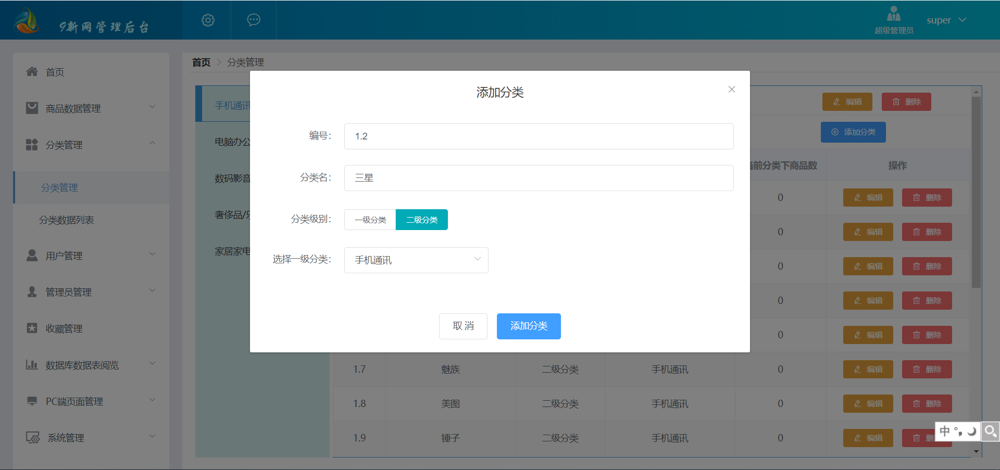 9新网管理后台
超级管理员
super
首页
商品数据管理
分类管理
分类管理
分类数据列表
用户管理
管理员管理
收藏管理
数据库数据表阅览
PC端页面管理
系统管理
首页 > 分类管理
手机通讯
电脑办公
数码影音
奢侈品/
家居家电
编辑 删除
添加分类
当前分类下商品数 操作
0 编辑 删除
0 编辑 删除
0 编辑 删除
0 编辑 删除
0 编辑 删除
1.7 魅族 二级分类 手机通讯 0 编辑 删除
1.8 美图 二级分类 手机通讯 0 编辑 删除
1.9 锤子 二级分类 手机通讯 0 编辑 删
添加分类
编号： 1.2
分类名： 三星
分类级别： 一级分类 二级分类
选择一级分类： 手机通讯
取 消 添加分类
中 °，